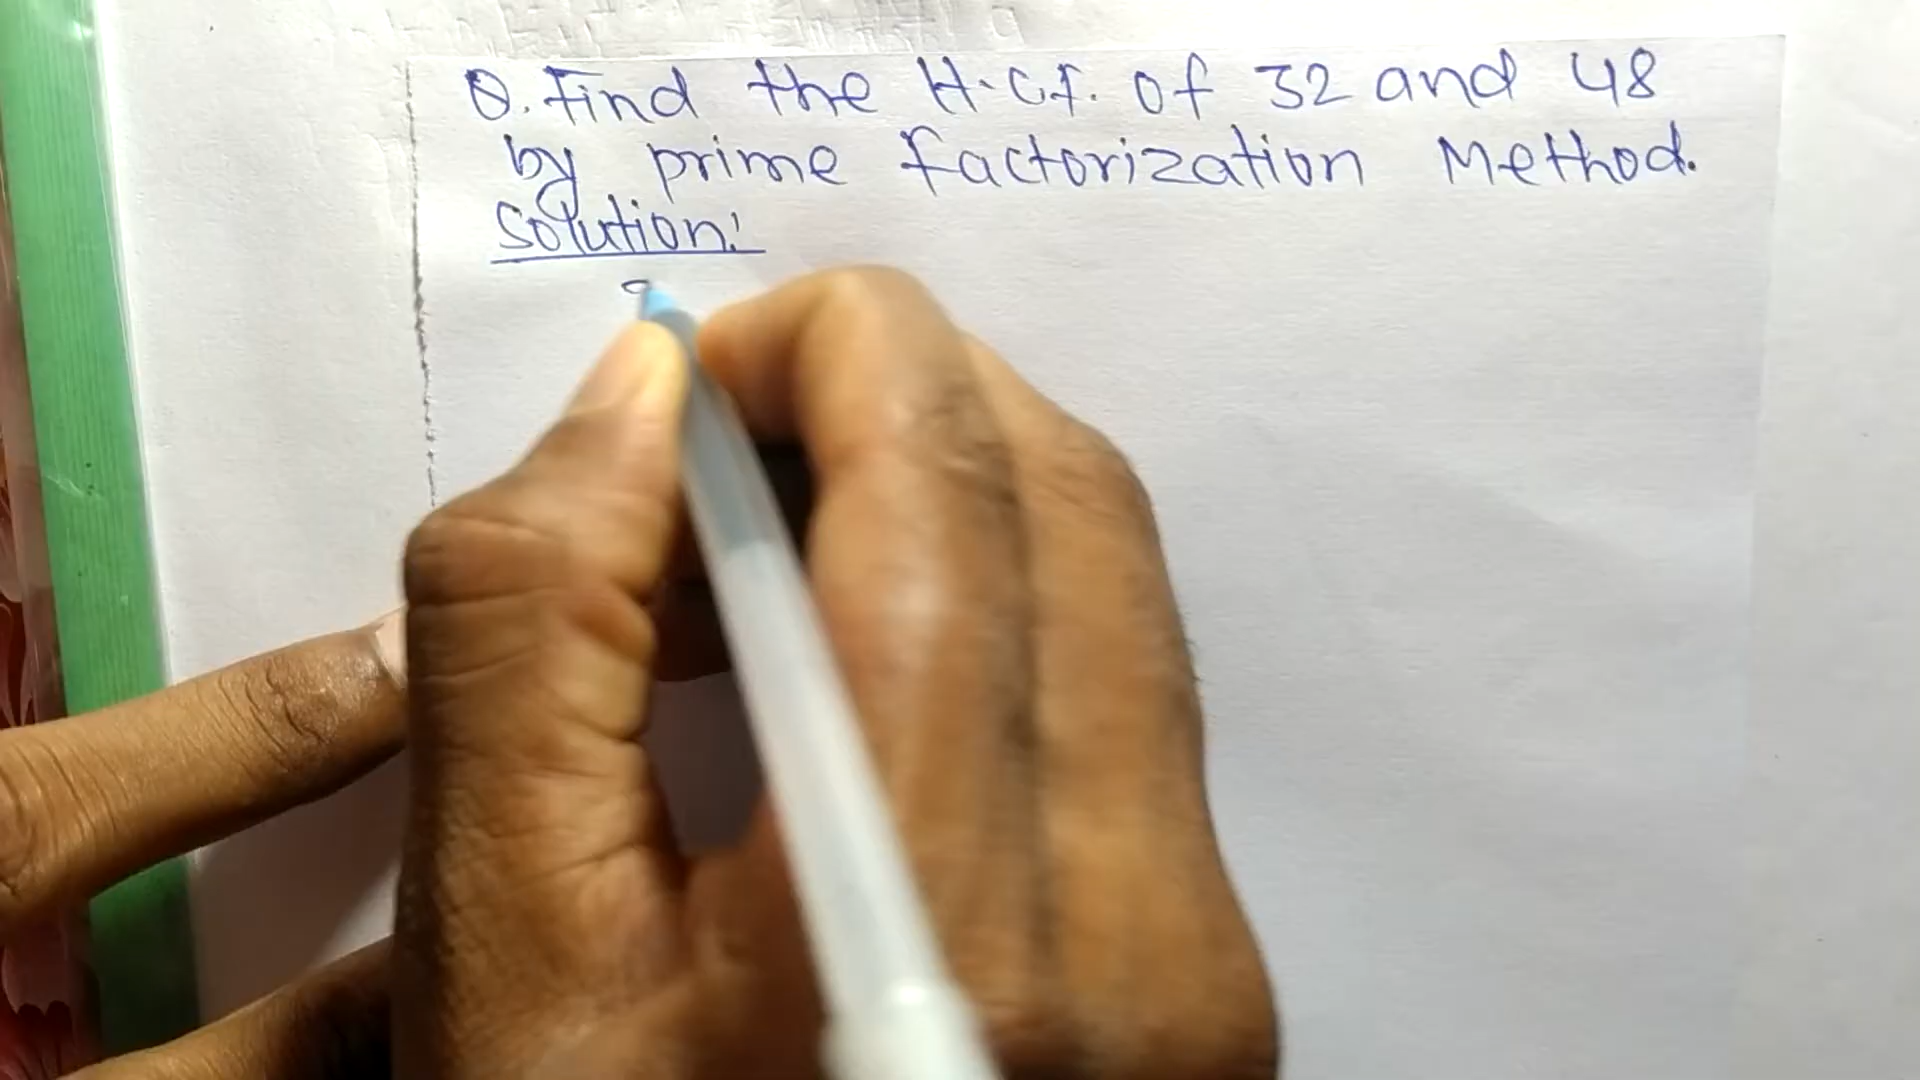 Q. Find the H.C.F. of 32 and 48
by prime factorization Method.
Solution: